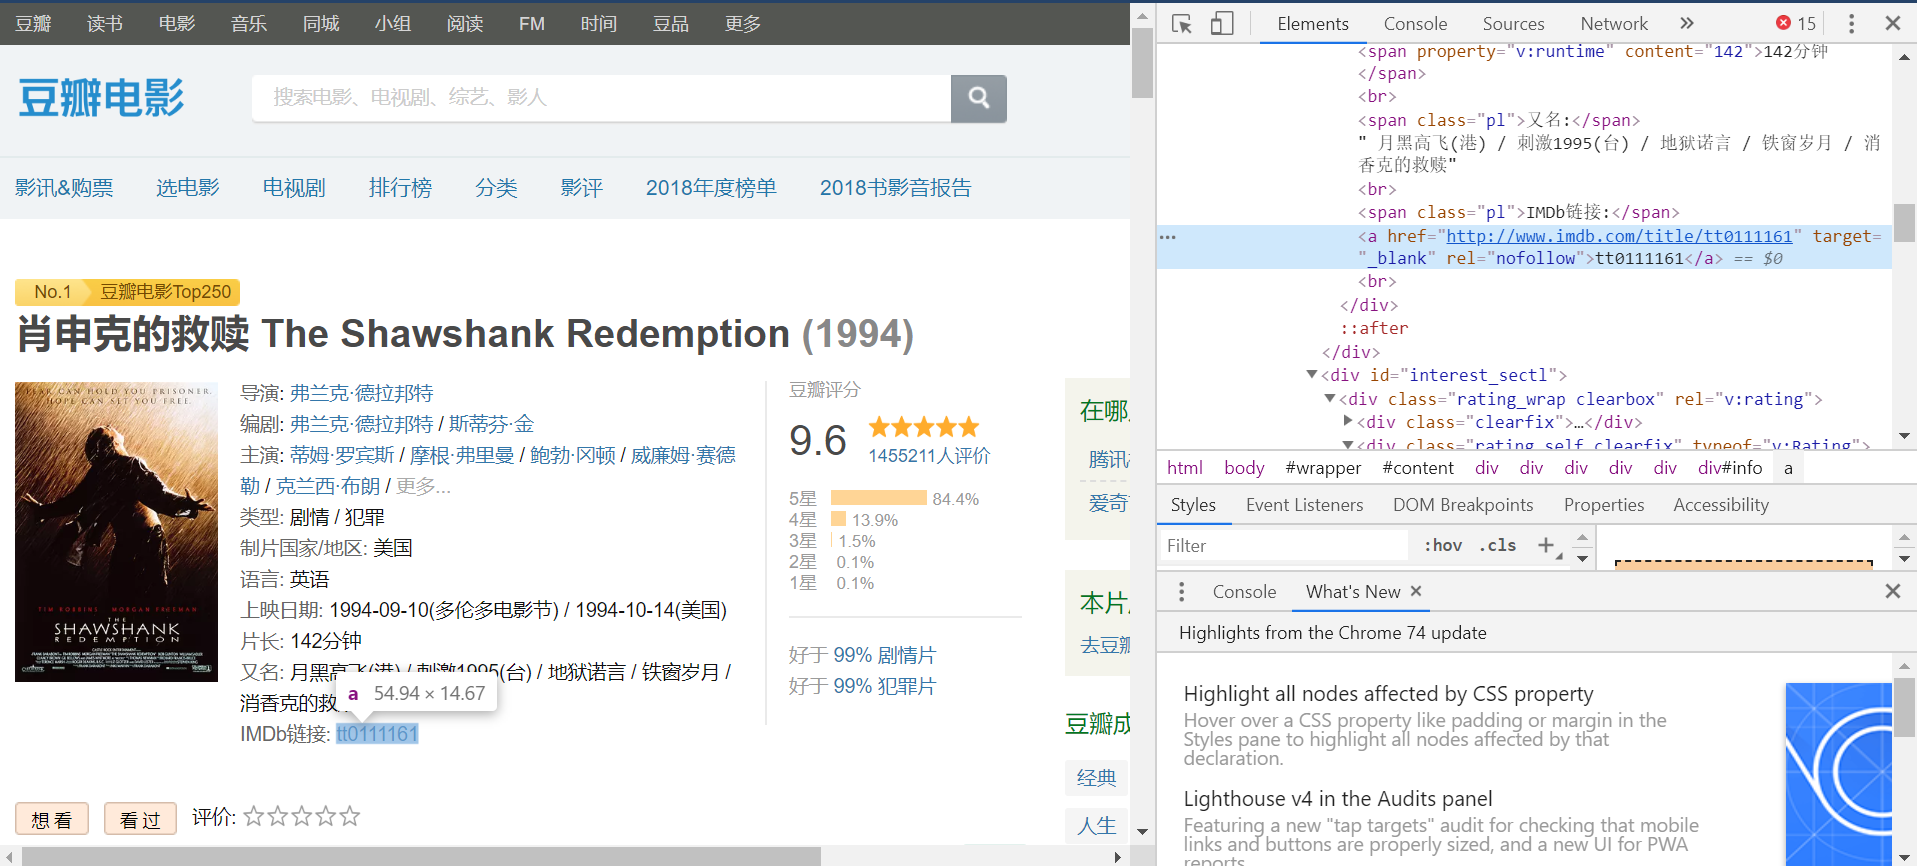 豆瓣 读书 电影 音乐 同城 小组 阅读 FM 时间 豆品 更多
豆瓣电影
搜索电影、电视剧、综艺、影人
影讯&购票 选电影 电视剧 排行榜 分类 影评 2018年度榜单 2018书影音报告
No.1 豆瓣电影Top250
肖申克的救赎 The Shawshank Redemption (1994)
FEAR CAN HOLD YOU PRISONER.
HOPE CAN SET YOU FREE.
TIM ROBBINS MORGAN FREEMAN
THE
SHAWSHANK
REDEMPTION
导演: 弗兰克·德拉邦特
编剧: 弗兰克·德拉邦特 / 斯蒂芬·金
主演: 蒂姆·罗宾斯 / 摩根·弗里曼 / 鲍勃·冈顿 / 威廉姆·赛德
勒 / 克兰西·布朗 / 更多...
类型: 剧情 / 犯罪
制片国家/地区: 美国
语言: 英语
上映日期: 1994-09-10(多伦多电影节) / 1994-10-14(美国)
片长: 142分钟
又名: 月黑高飞(港) / 刺激1995(台) / 地狱诺言 / 铁窗岁月 /
消香克的救
a 54.94 × 14.67
IMDb链接: tt0111161
豆瓣评分
9.6
1455211人评价
5星 84.4%
4星 13.9%
3星 1.5%
2星 0.1%
1星 0.1%
好于 99% 剧情片
好于 99% 犯罪片
想看 看过 评价:
在哪
腾讯
爱奇
本片
去豆瓣
豆瓣成
经典
人生
Elements Console Sources Network » 15
<span property="v:runtime" content="142">142分钟
</span>
<br>
<span class="pl">又名:</span>
" 月黑高飞(港) / 刺激1995(台) / 地狱诺言 / 铁窗岁月 / 消
香克的救赎"
<br>
<span class="pl">IMDb链接:</span>
<a href="http://www.imdb.com/title/tt0111161" target=
"_blank" rel="nofollow">tt0111161</a> == $0
<br>
</div>
::after
</div>
<div id="interest_sectl">
<div class="rating_wrap clearbox" rel="v:rating">
<div class="clearfix">…</div>
<div class="rating_self clearfix" typeof="v:Rating">
html body #wrapper #content div div div div div div#info a
Styles Event Listeners DOM Breakpoints Properties Accessibility
Filter :hov .cls +
Console What's New ×
Highlights from the Chrome 74 update
Highlight all nodes affected by CSS property
Hover over a CSS property like padding or margin in the
Styles pane to highlight all nodes affected by that
declaration.
Lighthouse v4 in the Audits panel
Featuring a new "tap targets" audit for checking that mobile
links and buttons are properly sized, and a new UI for PWA
reports.